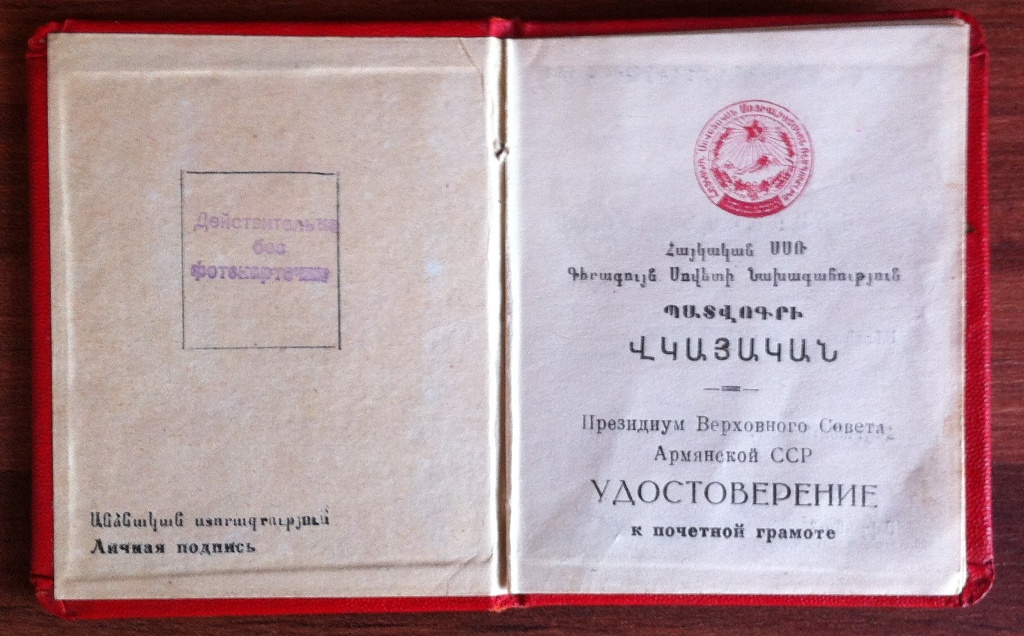 Действительно
без
фотокарточки
Անձնական ստորագրություն
Личная подпись
Հայկական ՍՍՌ
Գերագույն Սովետի Նախագահություն
ՊԱՏՎՈԳՐԻ
ՎԿԱՅԱԿԱՆ
Президиум Верховного Совета
Армянской ССР
УДОСТОВЕРЕНИЕ
к почетной грамоте